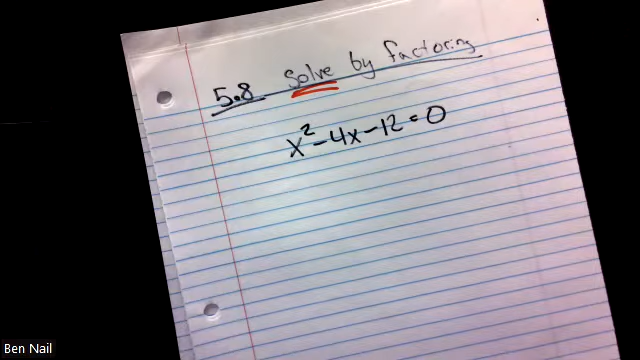 5.8 Solve by factoring
x²-4x-12=0
Ben Nail